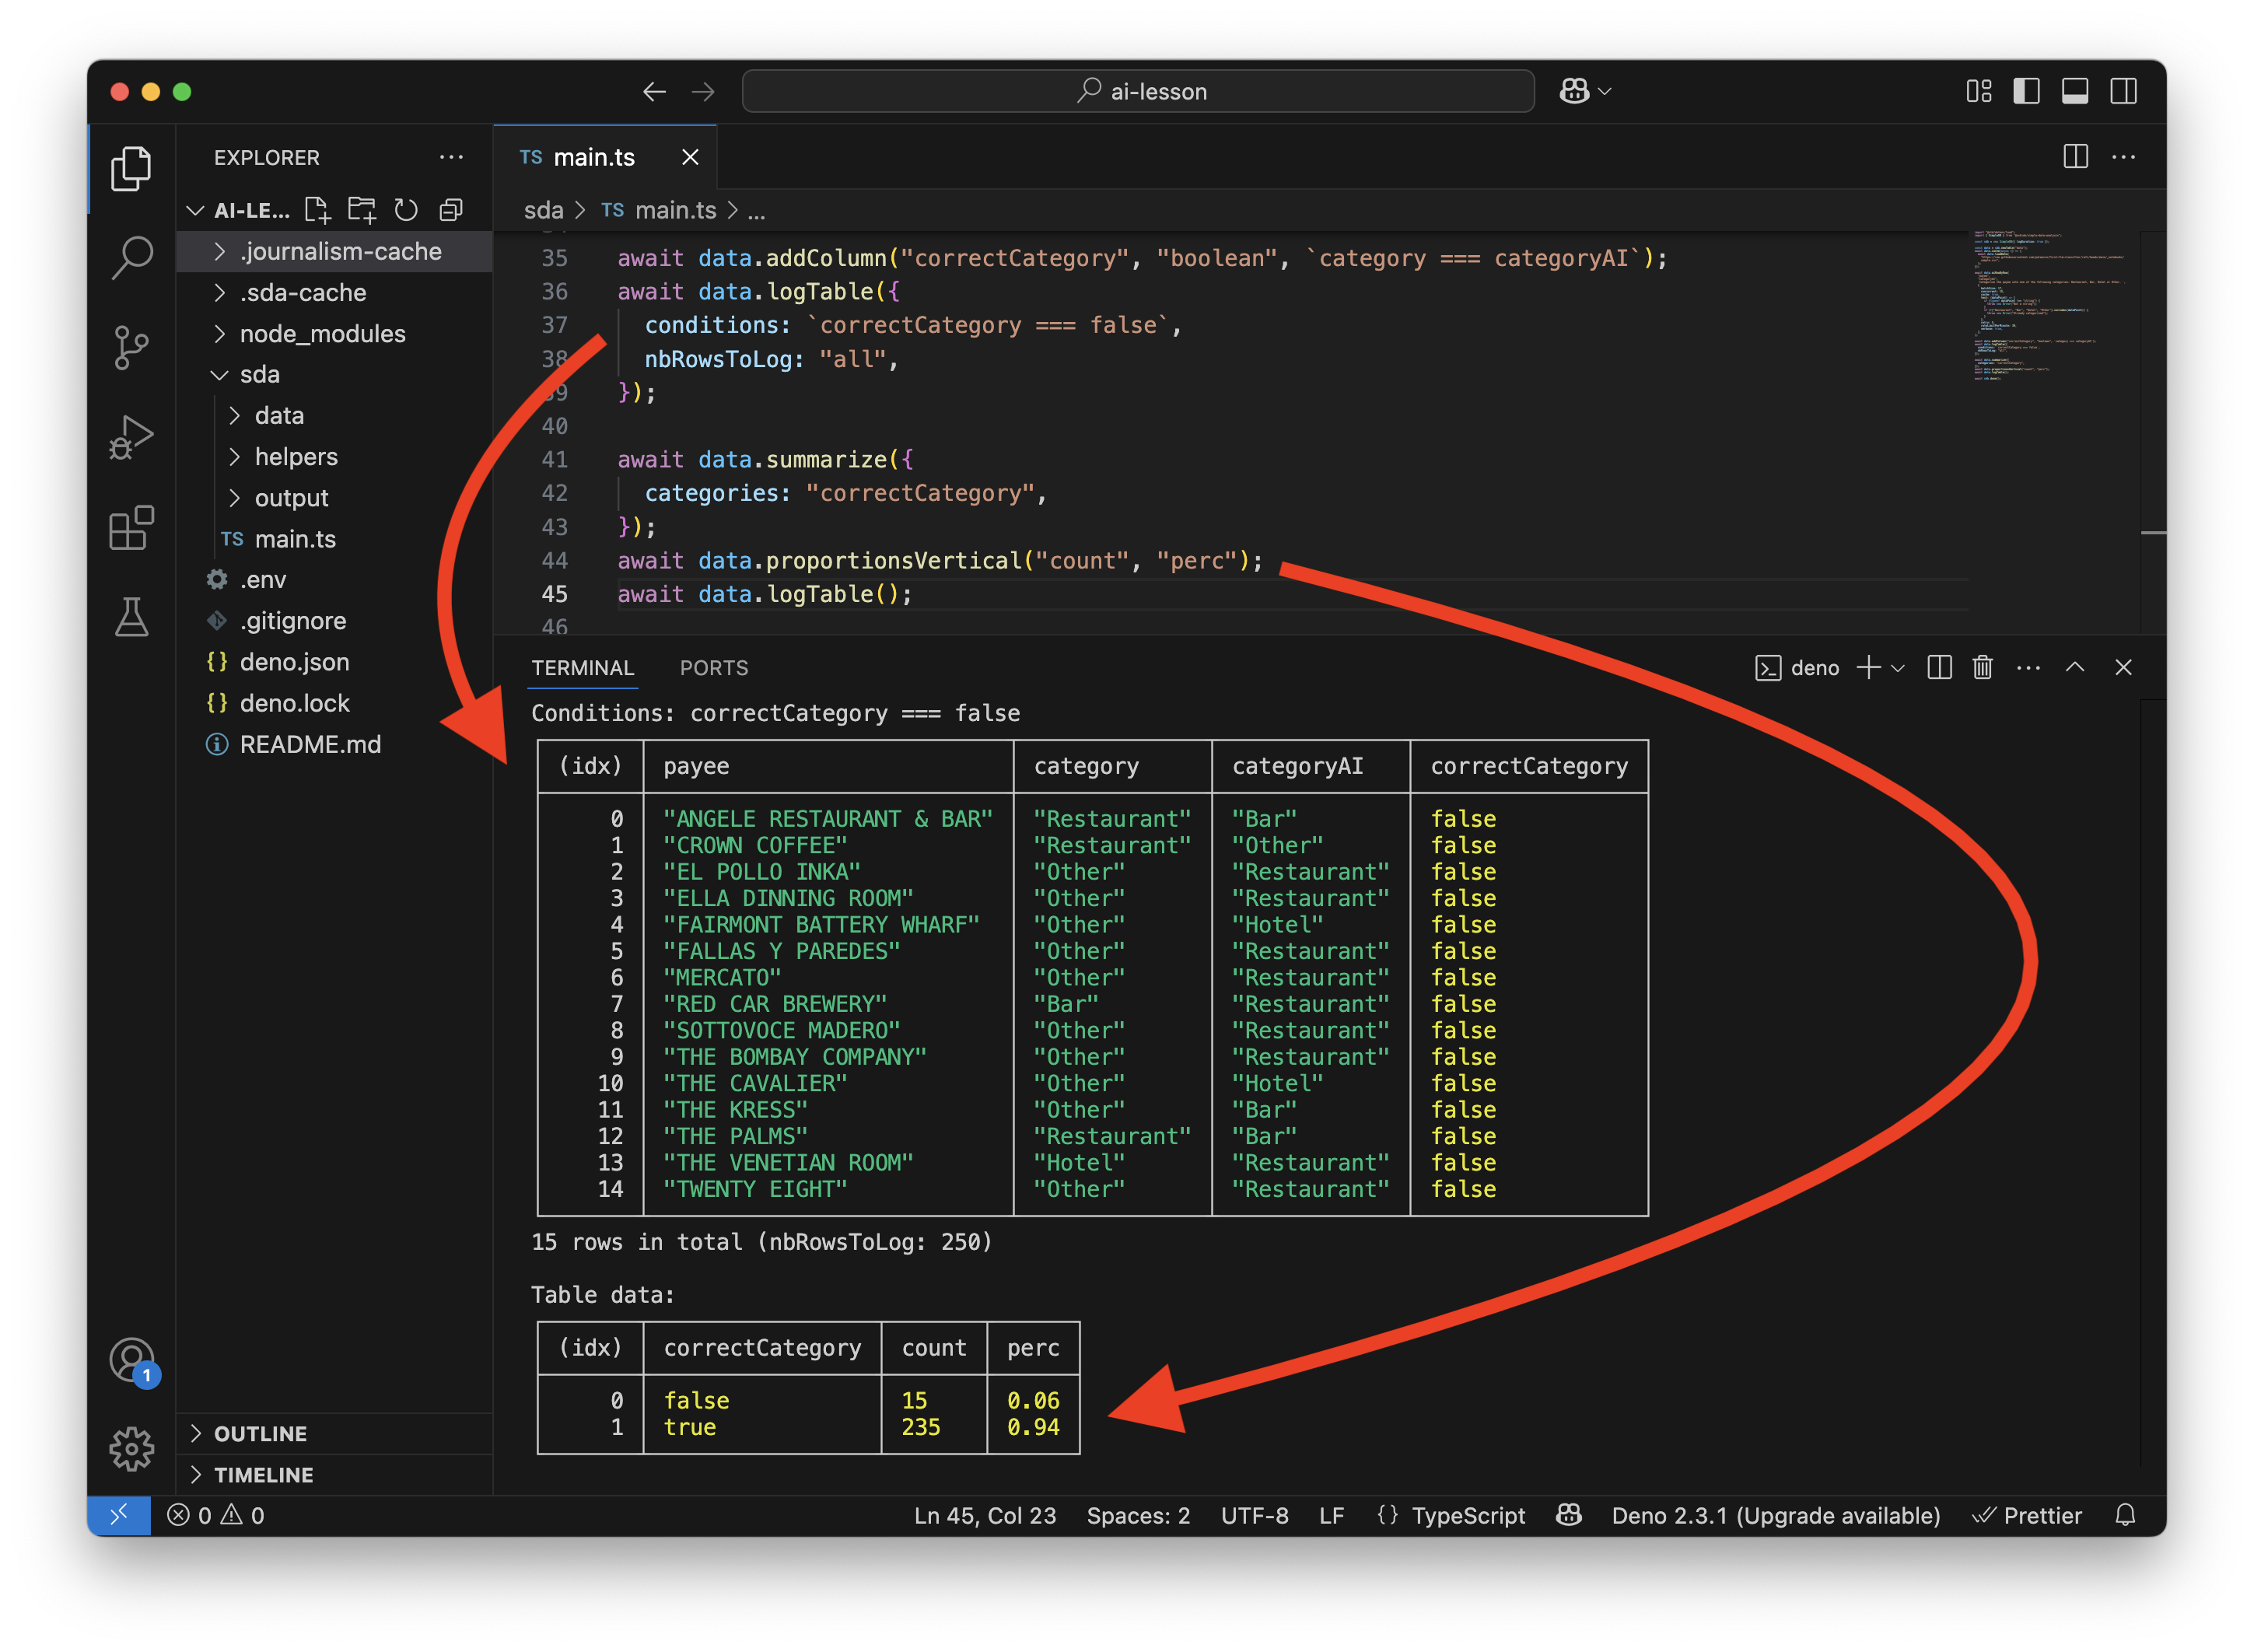 ai-lesson
EXPLORER
TS main.ts
AI-LE...
sda > TS main.ts > ...
.journalism-cache
.sda-cache
node_modules
sda
data
helpers
output
TS main.ts
.env
.gitignore
{} deno.json
{} deno.lock
README.md
OUTLINE
TIMELINE
35 await data.addColumn("correctCategory", "boolean", `category === categoryAI`);
36 await data.logTable({
37 conditions: `correctCategory === false`,
38 nbRowsToLog: "all",
39 });
40
41 await data.summarize({
42 categories: "correctCategory",
43 });
44 await data.proportionsVertical("count", "perc");
45 await data.logTable();
46
TERMINAL PORTS
deno
Conditions: correctCategory === false
(idx) payee category categoryAI correctCategory
0 "ANGELE RESTAURANT & BAR" "Restaurant" "Bar" false
1 "CROWN COFFEE" "Restaurant" "Other" false
2 "EL POLLO INKA" "Other" "Restaurant" false
3 "ELLA DINNING ROOM" "Other" "Restaurant" false
4 "FAIRMONT BATTERY WHARF" "Other" "Hotel" false
5 "FALLAS Y PAREDES" "Other" "Restaurant" false
6 "MERCATO" "Other" "Restaurant" false
7 "RED CAR BREWERY" "Bar" "Restaurant" false
8 "SOTTOVOCE MADERO" "Other" "Restaurant" false
9 "THE BOMBAY COMPANY" "Other" "Restaurant" false
10 "THE CAVALIER" "Other" "Hotel" false
11 "THE KRESS" "Other" "Bar" false
12 "THE PALMS" "Restaurant" "Bar" false
13 "THE VENETIAN ROOM" "Hotel" "Restaurant" false
14 "TWENTY EIGHT" "Other" "Restaurant" false
15 rows in total (nbRowsToLog: 250)
Table data:
(idx) correctCategory count perc
0 false 15 0.06
1 true 235 0.94
1
0 0
Ln 45, Col 23 Spaces: 2 UTF-8 LF {} TypeScript Deno 2.3.1 (Upgrade available) Prettier